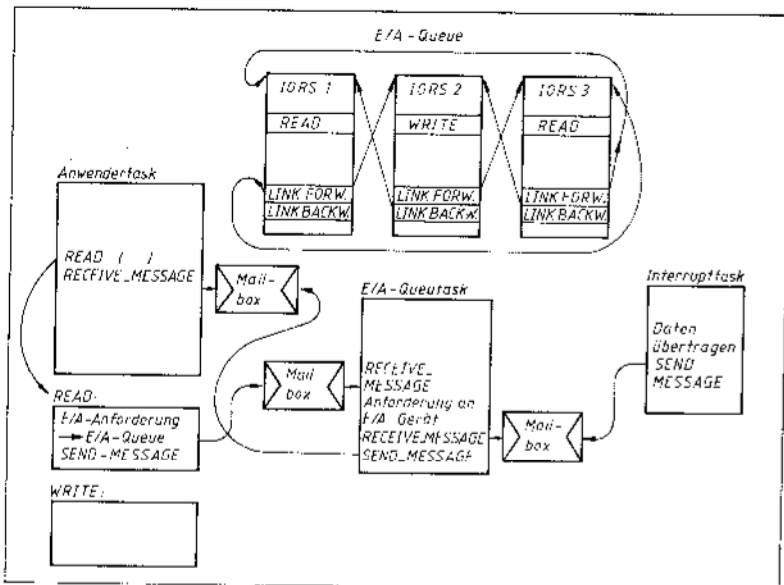 E/A-Queue
IORS 1
READ
LINK FORW.
LINK BACKW.
IORS 2
WRITE
LINK FORW.
LINK BACKW.
IORS 3
READ
LINK FORW.
LINK BACKW.
Anwendertask
READ ( )
RECEIVE_MESSAGE
Mail-
box
READ:
E/A-Anforderung
→ E/A-Queue
SEND-MESSAGE
WRITE:
Mail
box
E/A-Queutask
RECEIVE_
MESSAGE
Anforderung an
E/A Gerät
RECEIVE.MESSAGE
SEND_MESSAGE
Mail-
box
Interrupttask
Daten
übertragen
SEND
MESSAGE